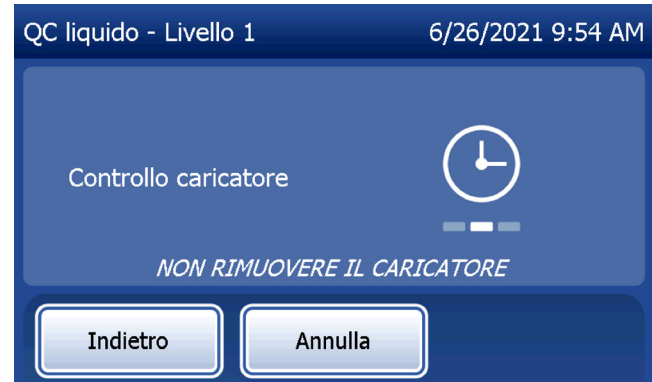 QC liquido - Livello 1 6/26/2021 9:54 AM
Controllo caricatore
NON RIMUOVERE IL CARICATORE
Indietro Annulla